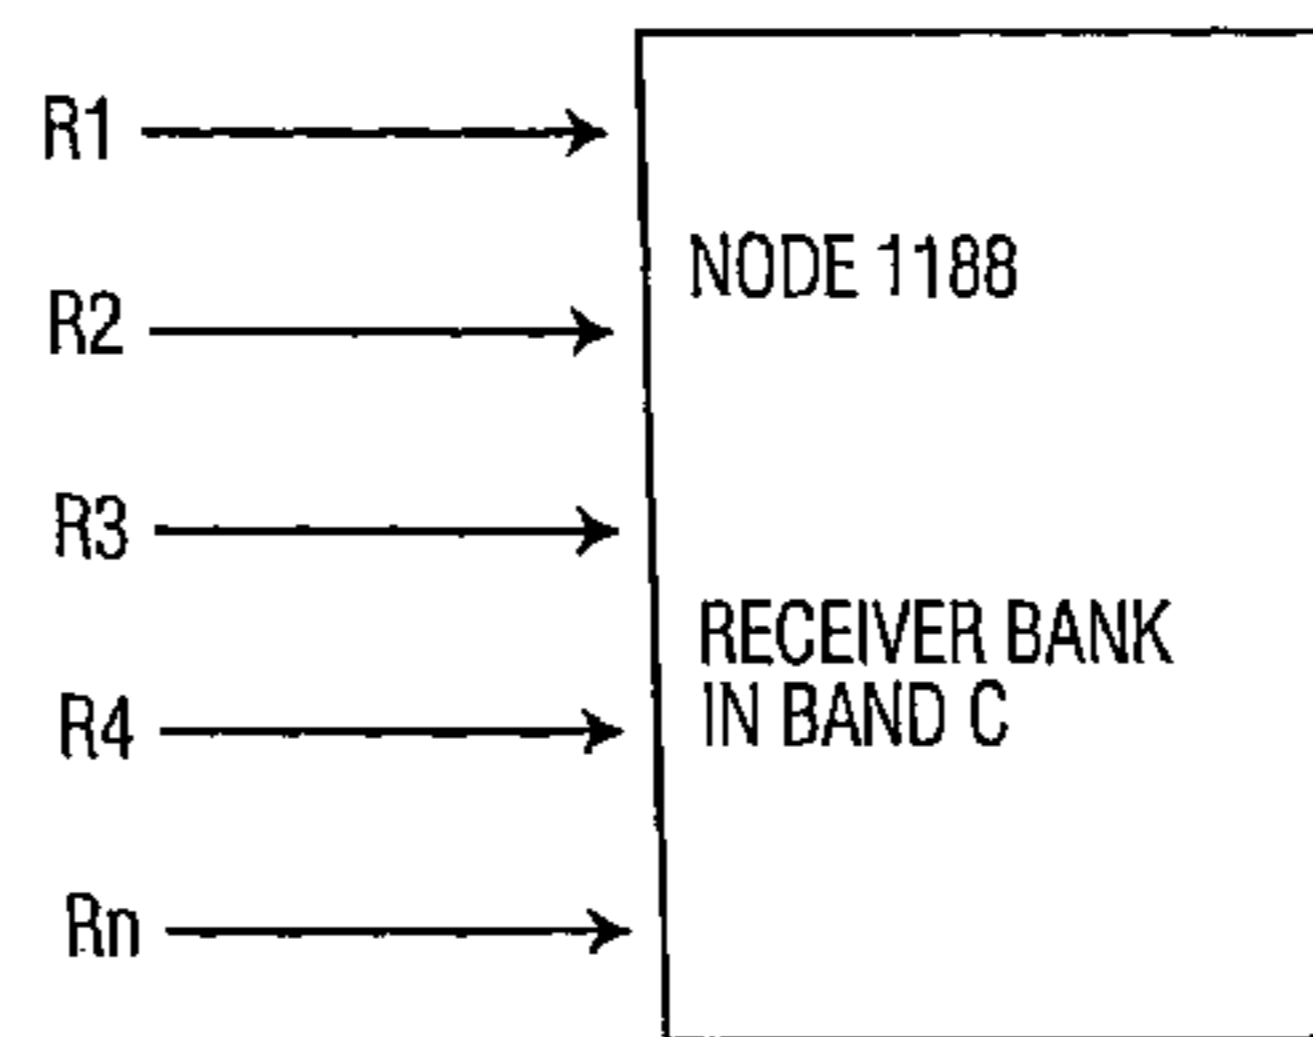 R1
NODE 1188
R2
R3
RECEIVER BANK
IN BAND C
R4
Rn